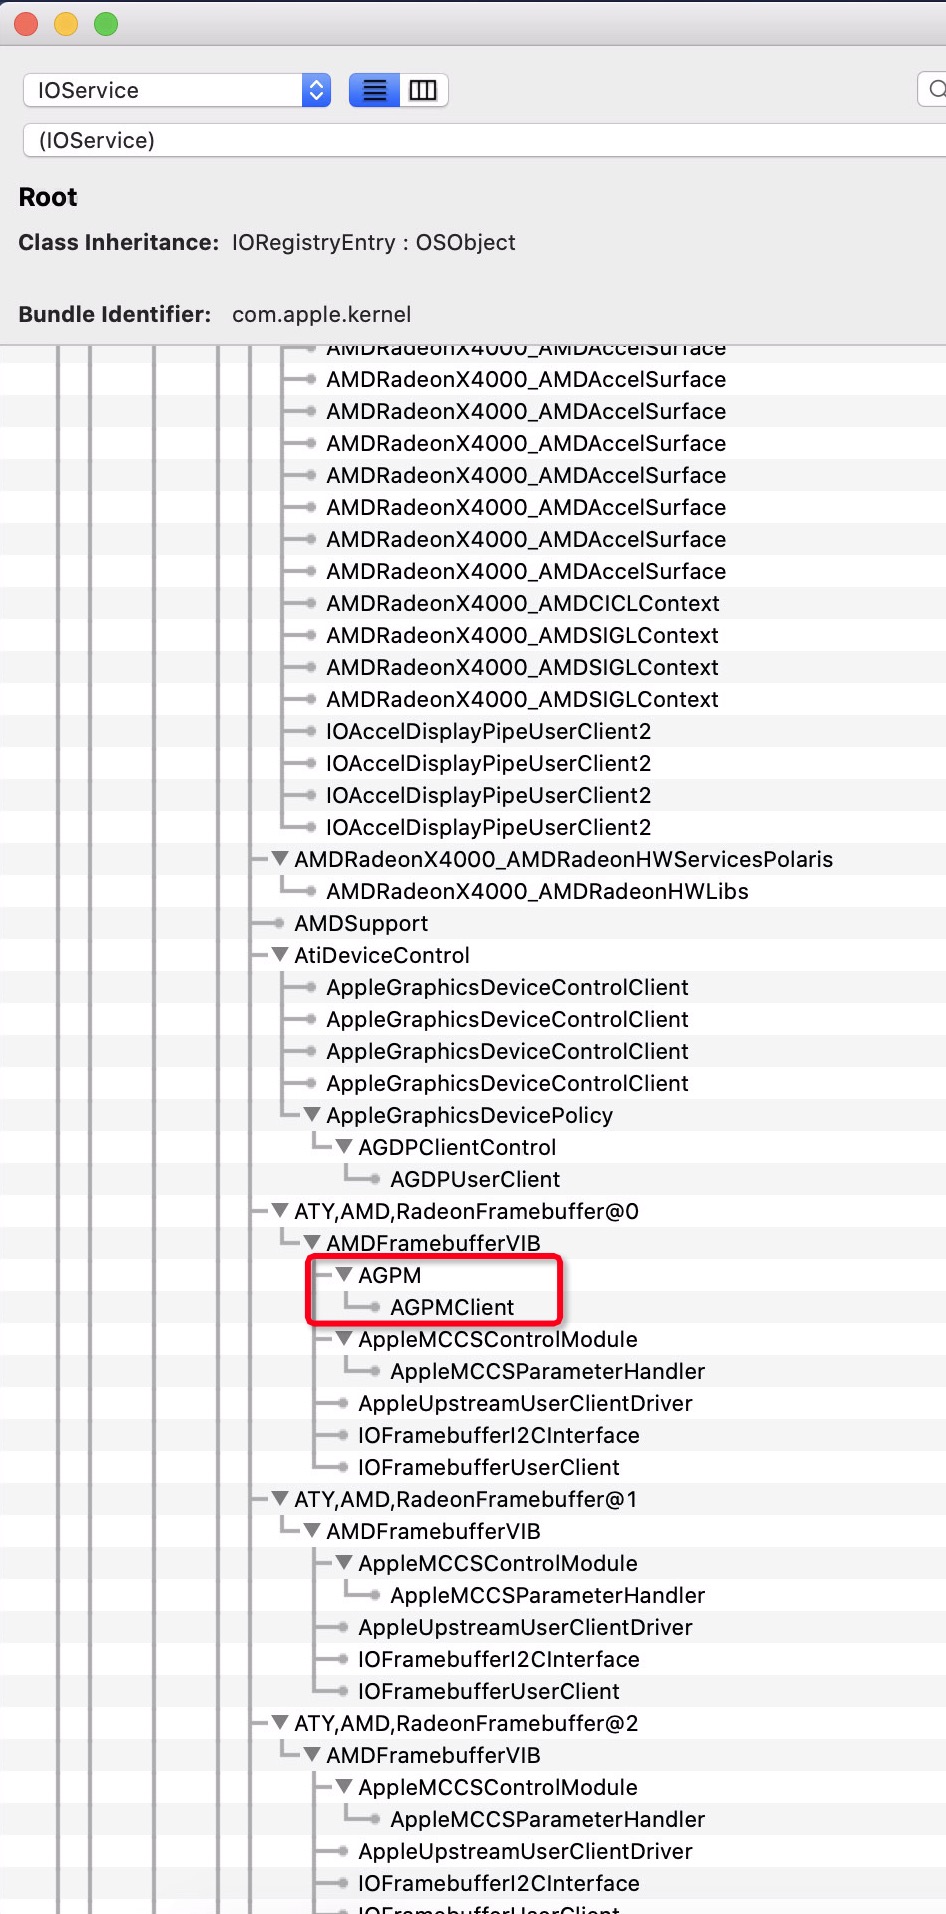 IOService
(IOService)
Root
Class Inheritance: IORegistryEntry : OSObject
Bundle Identifier: com.apple.kernel
AMDRadeonX4000_AMDAccelSurface
AMDRadeonX4000_AMDAccelSurface
AMDRadeonX4000_AMDAccelSurface
AMDRadeonX4000_AMDAccelSurface
AMDRadeonX4000_AMDAccelSurface
AMDRadeonX4000_AMDAccelSurface
AMDRadeonX4000_AMDAccelSurface
AMDRadeonX4000_AMDAccelSurface
AMDRadeonX4000_AMDCICLContext
AMDRadeonX4000_AMDSIGLContext
AMDRadeonX4000_AMDSIGLContext
AMDRadeonX4000_AMDSIGLContext
IOAccelDisplayPipeUserClient2
IOAccelDisplayPipeUserClient2
IOAccelDisplayPipeUserClient2
IOAccelDisplayPipeUserClient2
AMDRadeonX4000_AMDRadeonHWServicesPolaris
AMDRadeonX4000_AMDRadeonHWLibs
AMDSupport
AtiDeviceControl
AppleGraphicsDeviceControlClient
AppleGraphicsDeviceControlClient
AppleGraphicsDeviceControlClient
AppleGraphicsDeviceControlClient
AppleGraphicsDevicePolicy
AGDPClientControl
AGDPUserClient
ATY,AMD,RadeonFramebuffer@0
AMDFramebufferVIB
AGPM
AGPMClient
AppleMCCSControlModule
AppleMCCSParameterHandler
AppleUpstreamUserClientDriver
IOFramebufferI2CInterface
IOFramebufferUserClient
ATY,AMD,RadeonFramebuffer@1
AMDFramebufferVIB
AppleMCCSControlModule
AppleMCCSParameterHandler
AppleUpstreamUserClientDriver
IOFramebufferI2CInterface
IOFramebufferUserClient
ATY,AMD,RadeonFramebuffer@2
AMDFramebufferVIB
AppleMCCSControlModule
AppleMCCSParameterHandler
AppleUpstreamUserClientDriver
IOFramebufferI2CInterface
IOFramebufferUserClient